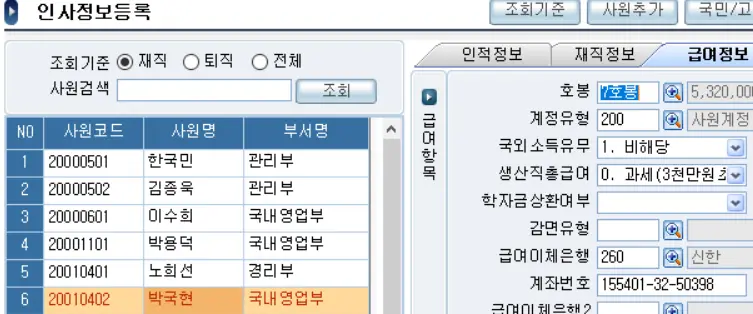 인사정보등록
조회기준 사원추가 국민/고
조회기준 재직 퇴직 전체
사원검색 조회
NO 사원코드 사원명 부서명
1 20000501 한국민 관리부
2 20000502 김종욱 관리부
3 20000601 이수희 국내영업부
4 20001101 박용덕 국내영업부
5 20010401 노희선 경리부
6 20010402 박국현 국내영업부
인적정보 재직정보 급여정보
급여항목
호봉 7호봉 5,320,000
계정유형 200 사원계정
국외소득유무 1. 비해당
생산직총급여 0. 과세(3천만원초
학자금상환여부
감면유형
급여이체은행 260 신한
계좌번호 155401-32-50398
급여이체은행2